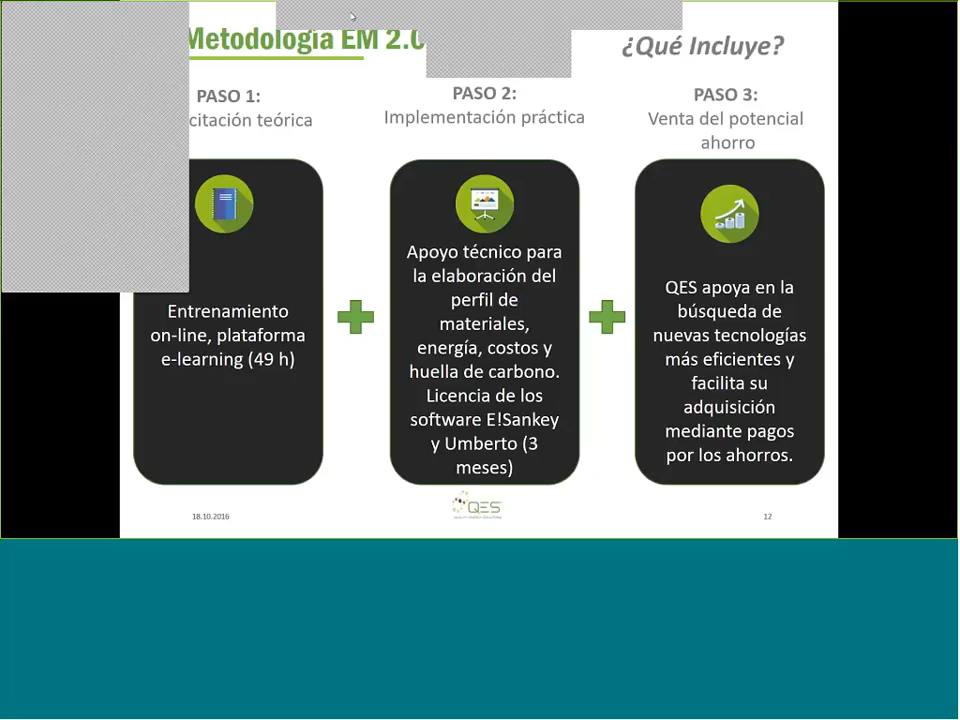 Metodología EM 2.0
¿Qué Incluye?
PASO 1:
citación teórica
PASO 2:
Implementación práctica
PASO 3:
Venta del potencial
ahorro
Entrenamiento
on-line, plataforma
e-learning (49 h)
Apoyo técnico para
la elaboración del
perfil de
materiales,
energía, costos y
huella de carbono.
Licencia de los
software E!Sankey
y Umberto (3
meses)
QES apoya en la
búsqueda de
nuevas tecnologías
más eficientes y
facilita su
adquisición
mediante pagos
por los ahorros.
18.10.2016
QES
12